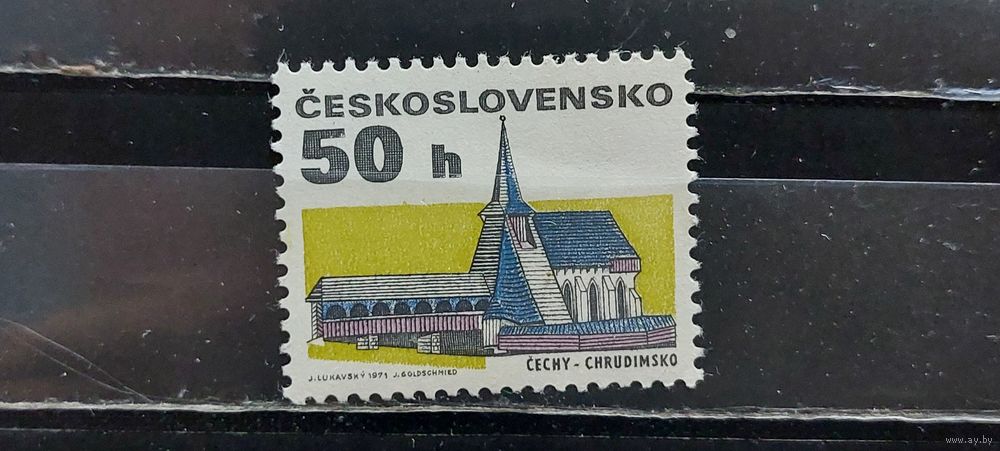 ČESKOSLOVENSKO
50 h
ČECHY - CHRUDIMSKO
J. LUKAVSKÝ 1971 J. GOLDSCHMIED
www.ay.by